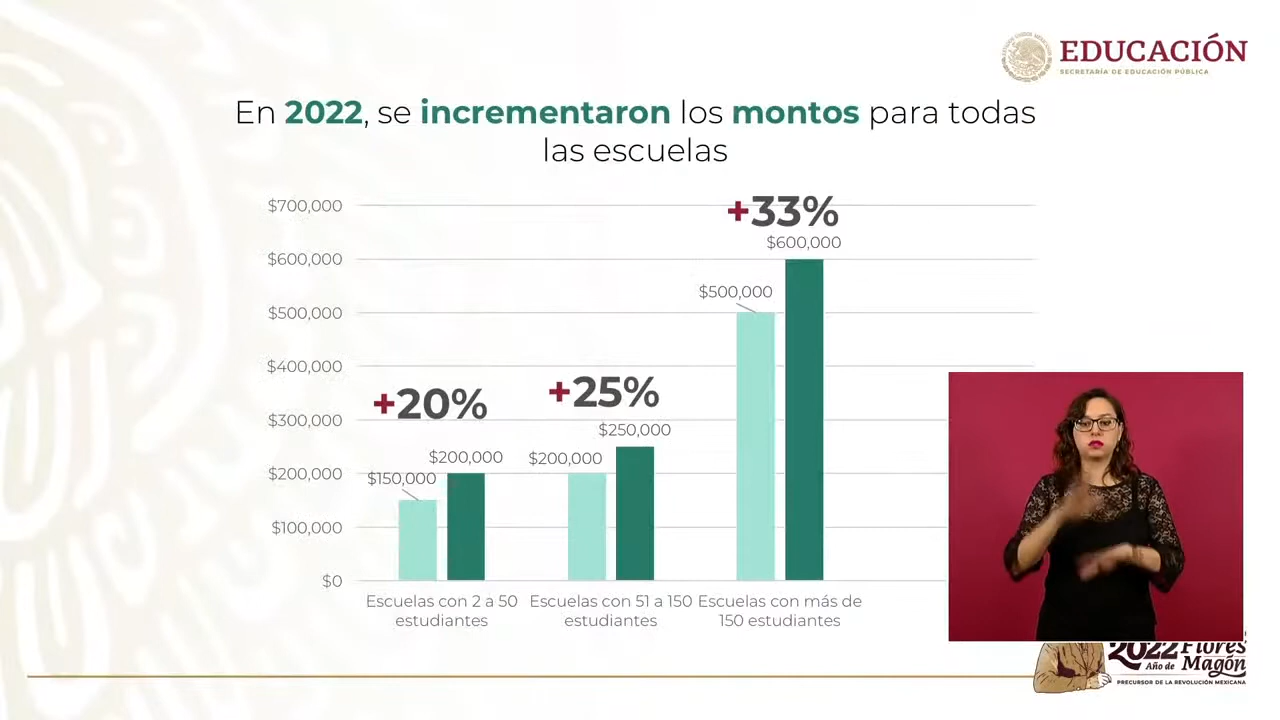 EDUCACIÓN
SECRETARÍA DE EDUCACIÓN PÚBLICA
En 2022, se incrementaron los montos para todas
las escuelas
$700,000
$600,000
$500,000
$400,000
$300,000
$200,000
$100,000
$0
+20%
$150,000
$200,000
+25%
$200,000
$250,000
+33%
$500,000
$600,000
Escuelas con 2 a 50
estudiantes
Escuelas con 51 a 150
estudiantes
Escuelas con más de
150 estudiantes
2022 Flores
Año de Magón
PRECURSOR DE LA REVOLUCIÓN MEXICANA